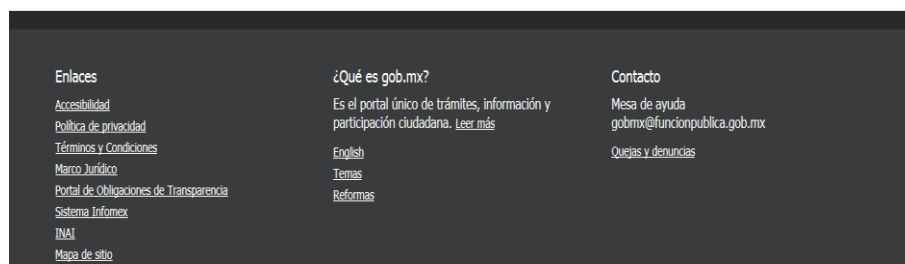 Enlaces
Accesibilidad
Política de privacidad
Términos y Condiciones
Marco Jurídico
Portal de Obligaciones de Transparencia
Sistema Infomex
INAI
Mapa de sitio
¿Qué es gob.mx?
Es el portal único de trámites, información y
participación ciudadana. Leer más
English
Temas
Reformas
Contacto
Mesa de ayuda
gobmx@funcionpublica.gob.mx
Quejas y denuncias